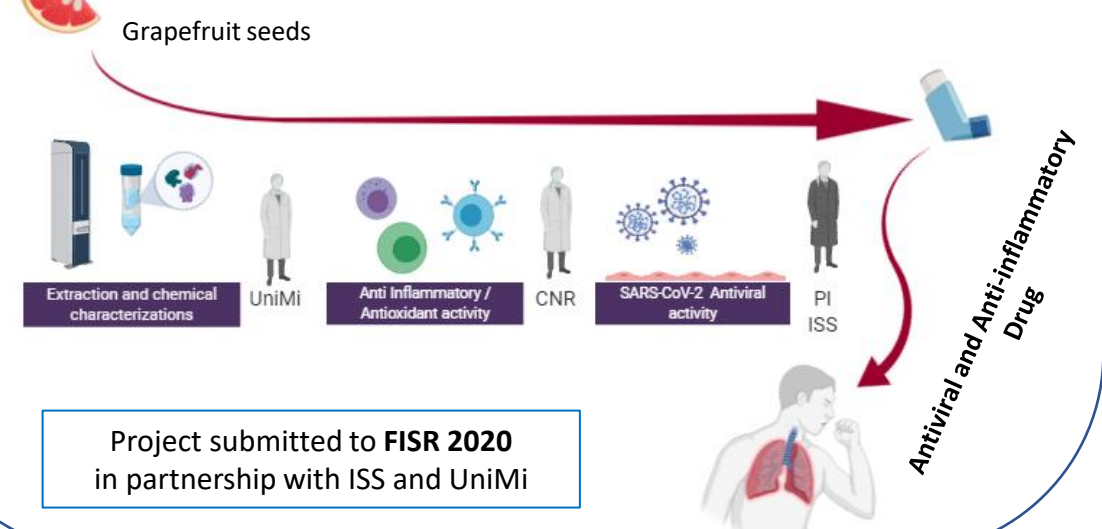 Grapefruit seeds
Extraction and chemical
characterizations
UniMi
Anti Inflammatory /
Antioxidant activity
CNR
SARS-CoV-2 Antiviral
activity
PI
ISS
Antiviral and Anti-inflammatory
Drug
Project submitted to FISR 2020
in partnership with ISS and UniMi